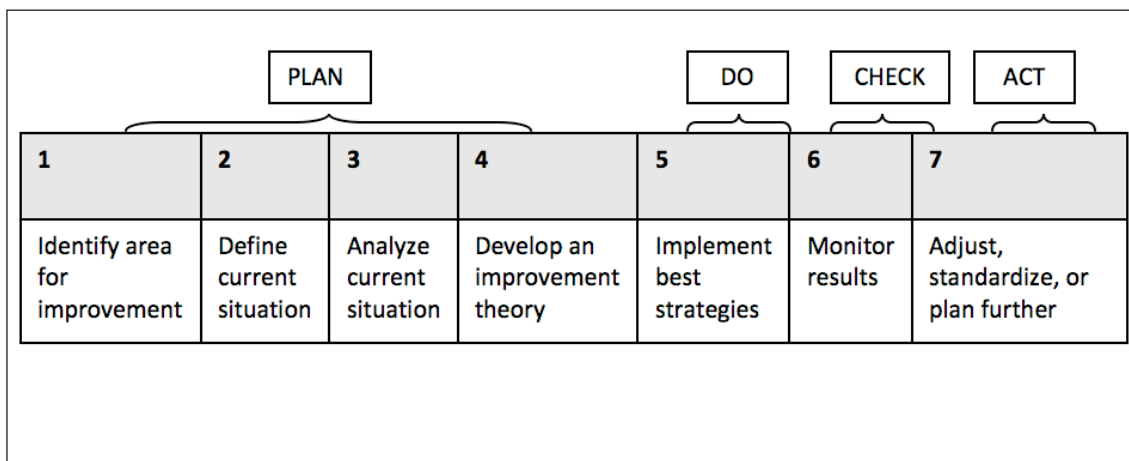 PLAN
DO
CHECK
ACT
1
2
3
4
5
6
7
Identify area
for
improvement
Define
current
situation
Analyze
current
situation
Develop an
improvement
theory
Implement
best
strategies
Monitor
results
Adjust,
standardize, or
plan further